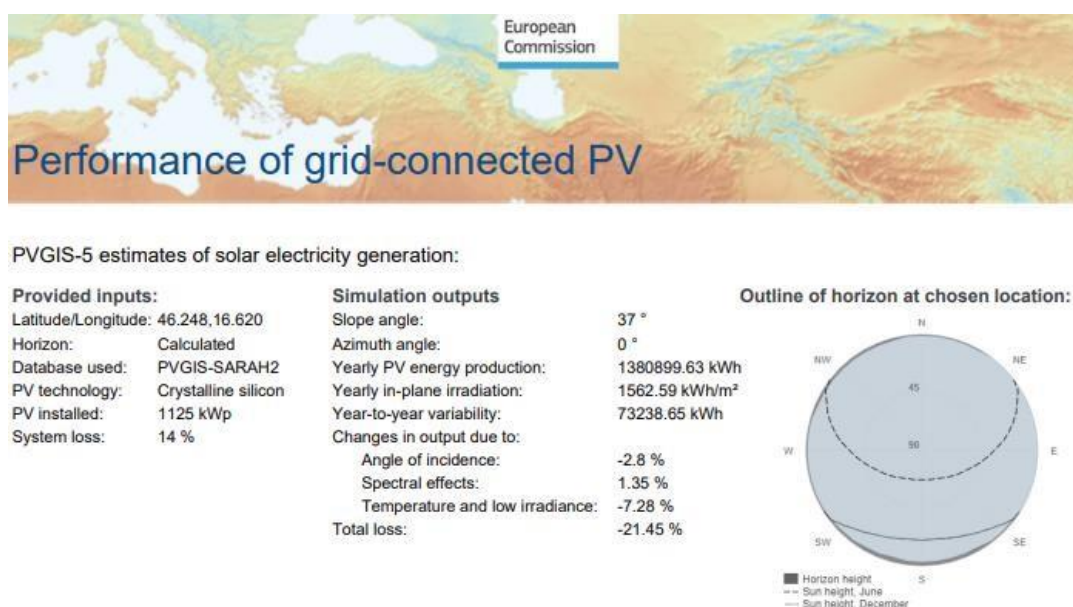 European
Commission
Performance of grid-connected PV
PVGIS-5 estimates of solar electricity generation:
Provided inputs:
Latitude/Longitude: 46.248,16.620
Horizon: Calculated
Database used: PVGIS-SARAH2
PV technology: Crystalline silicon
PV installed: 1125 kWp
System loss: 14 %
Simulation outputs
Slope angle: 37 °
Azimuth angle: 0 °
Yearly PV energy production: 1380899.63 kWh
Yearly in-plane irradiation: 1562.59 kWh/m²
Year-to-year variability: 73238.65 kWh
Changes in output due to:
Angle of incidence: -2.8 %
Spectral effects: 1.35 %
Temperature and low irradiance: -7.28 %
Total loss: -21.45 %
Outline of horizon at chosen location:
N
NW NE
45
W 90 E
SW SE
S
Horizon height
Sun height, June
Sun height, December